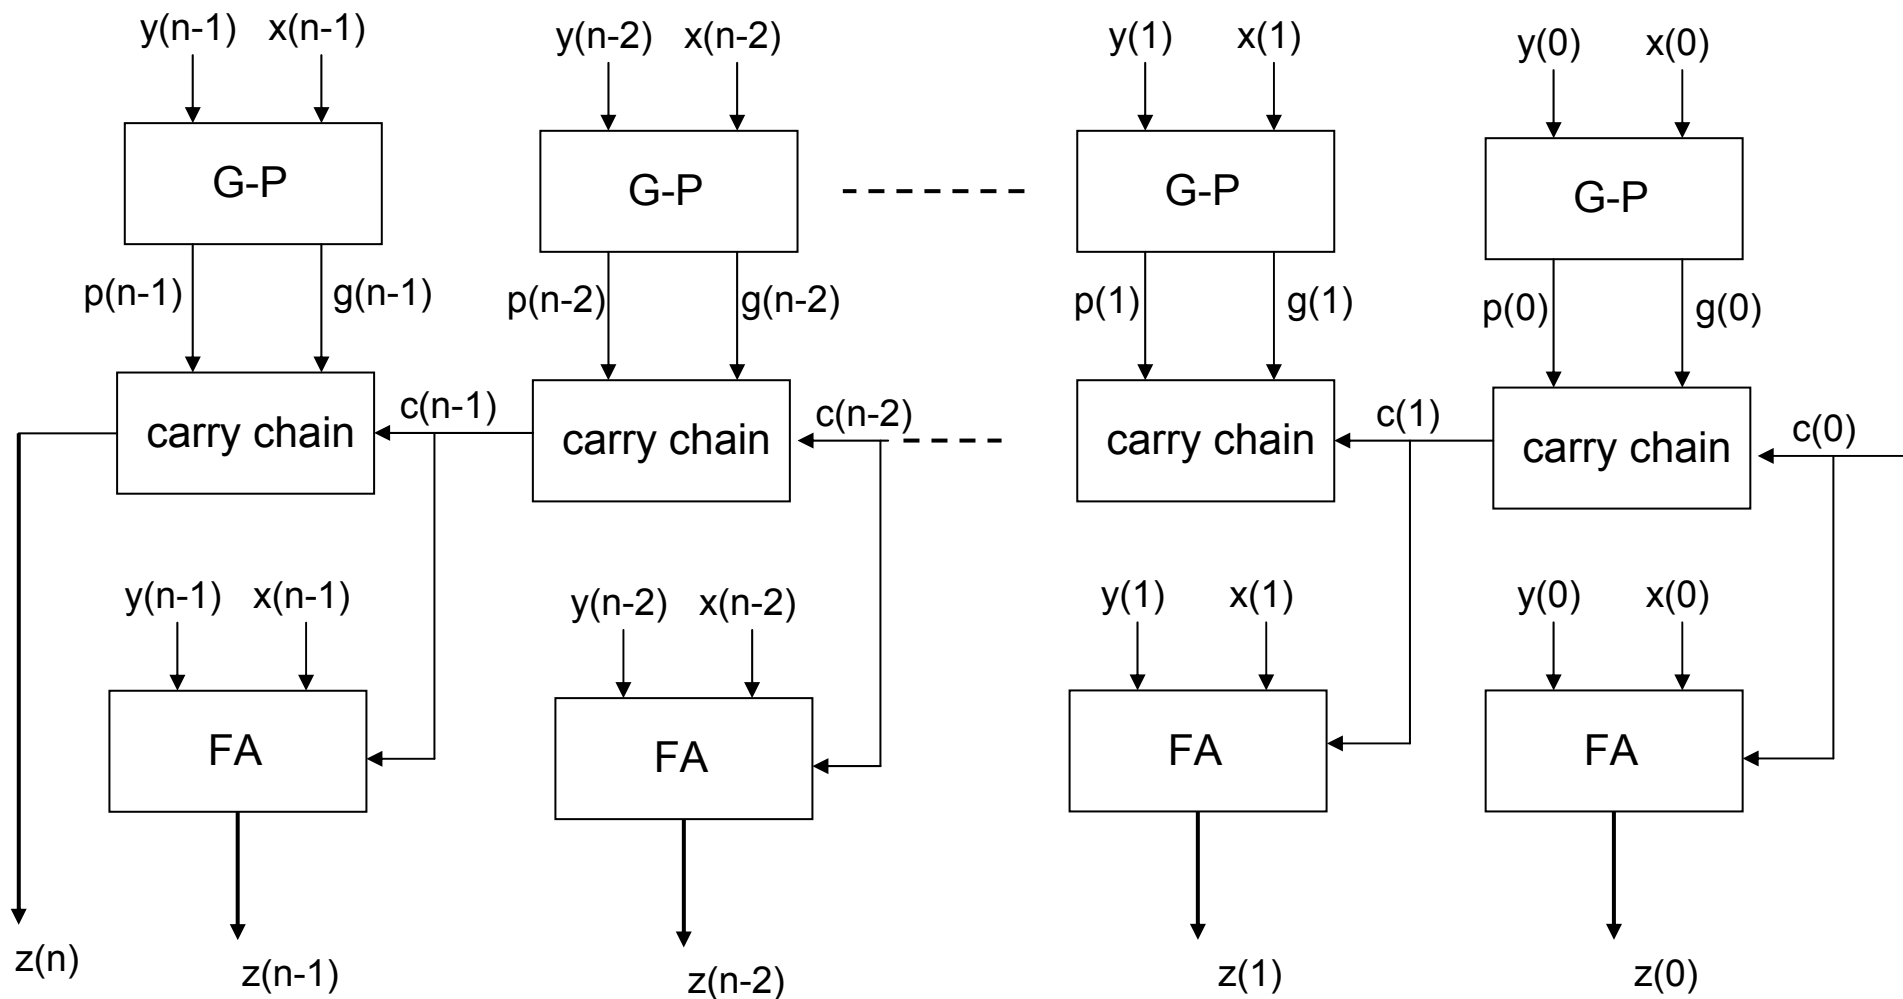 y(n-1) x(n-1) y(n-2) x(n-2) y(1) x(1) y(0) x(0)
G-P G-P G-P G-P
p(n-1) g(n-1) p(n-2) g(n-2) p(1) g(1) p(0) g(0)
carry chain c(n-1) carry chain c(n-2) carry chain c(1) carry chain c(0)
y(n-1) x(n-1) y(n-2) x(n-2) y(1) x(1) y(0) x(0)
FA FA FA FA
z(n) z(n-1) z(n-2) z(1) z(0)